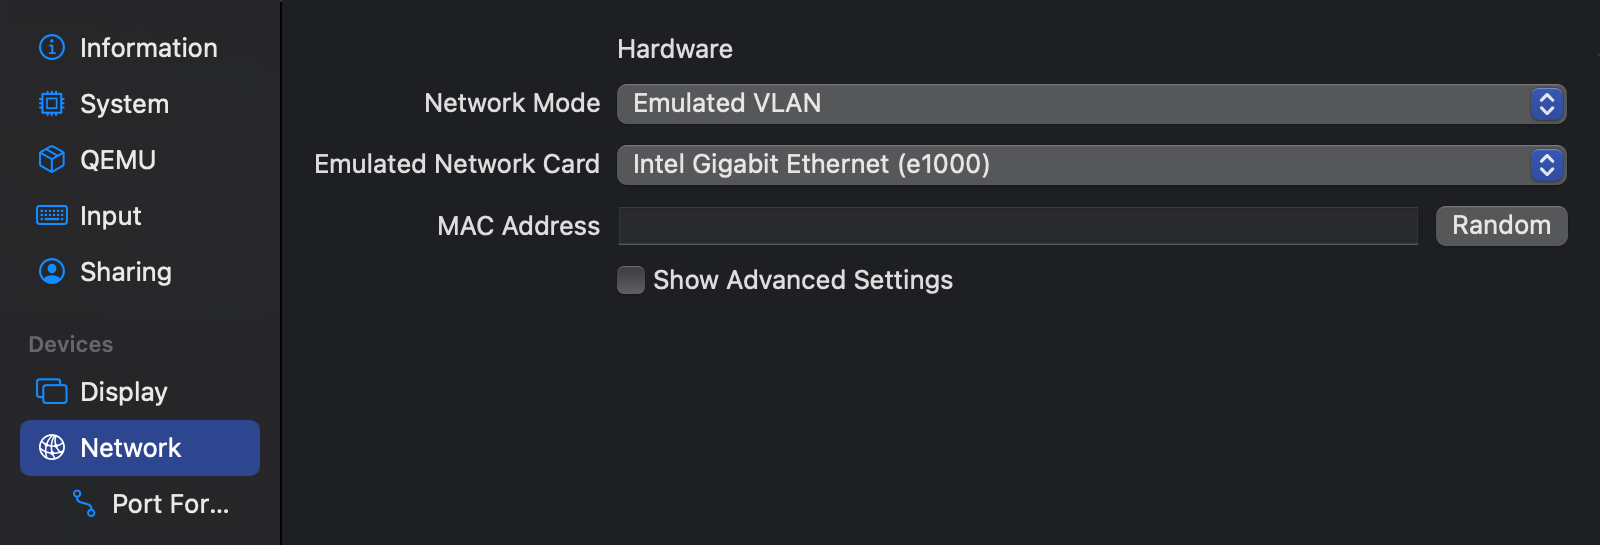 Information
System
QEMU
Input
Sharing
Devices
Display
Network
Port For...
Hardware
Network Mode Emulated VLAN
Emulated Network Card Intel Gigabit Ethernet (e1000)
MAC Address Random
Show Advanced Settings